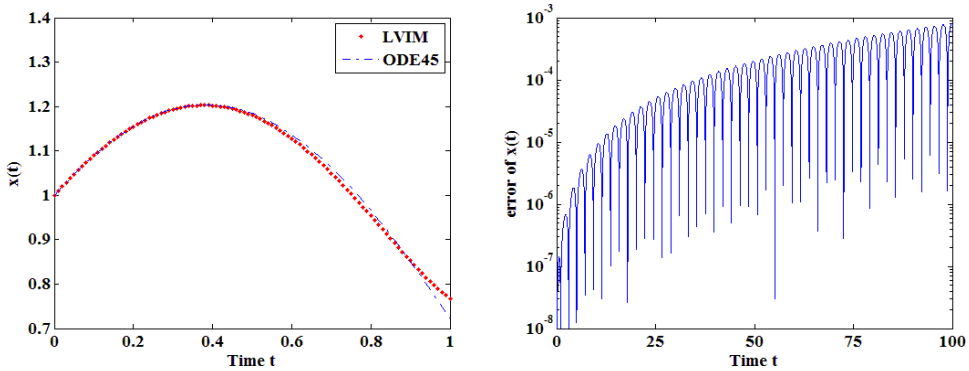 1.4
1.3
1.2
1.1
1
0.9
0.8
0.7
x(t)
LVIM
ODE45
0 0.2 0.4 0.6 0.8 1
Time t
10-3
10-4
10-5
10-6
10-7
10-8
error of x(t)
0 25 50 75 100
Time t